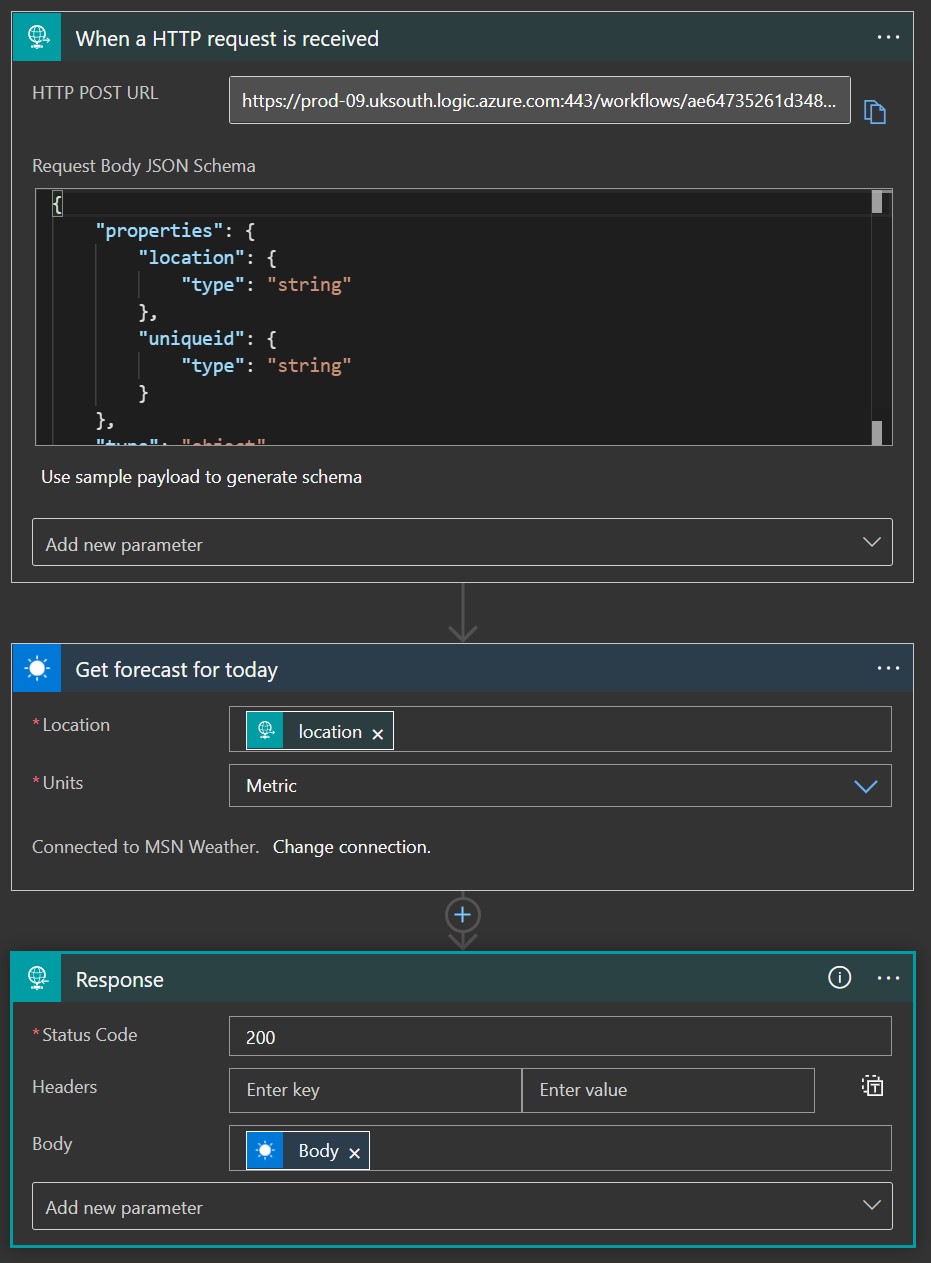 When a HTTP request is received
HTTP POST URL
https://prod-09.uksouth.logic.azure.com:443/workflows/ae64735261d348...
Request Body JSON Schema
{
"properties": {
"location": {
"type": "string"
},
"uniqueid": {
"type": "string"
}
},
"type": "object"
Use sample payload to generate schema
Add new parameter
Get forecast for today
* Location
location ×
* Units
Metric
Connected to MSN Weather. Change connection.
Response
* Status Code
200
Headers
Enter key
Enter value
Body
Body ×
Add new parameter